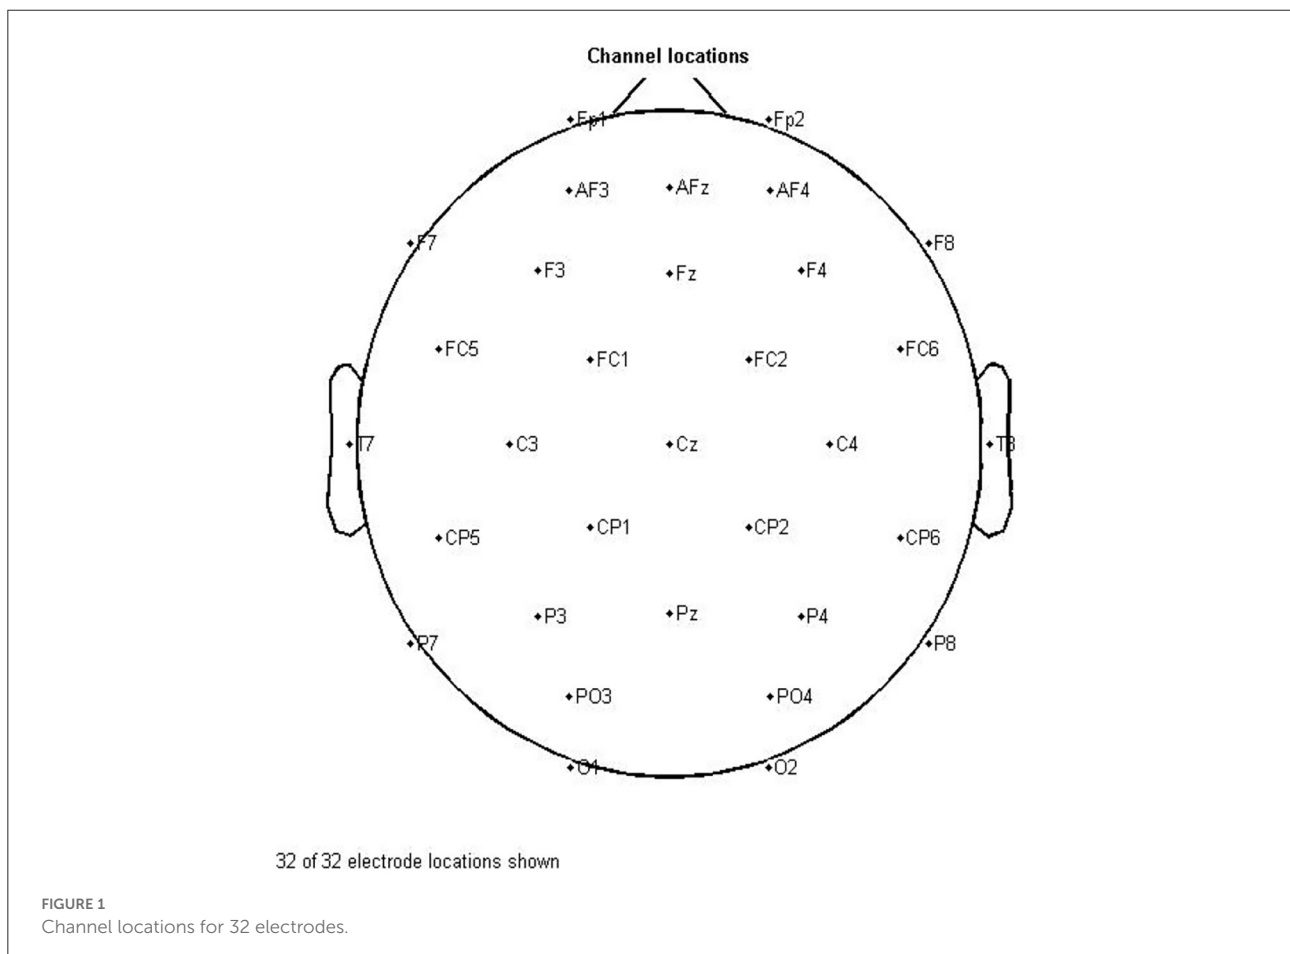 Channel locations
Fp1 Fp2
AF3 AFz AF4
F7 F8
F3 Fz F4
FC5 FC1 FC2 FC6
T7 C3 Cz C4 T8
CP5 CP1 CP2 CP6
P3 Pz P4
P7 P8
PO3 PO4
O1 O2
32 of 32 electrode locations shown
FIGURE 1
Channel locations for 32 electrodes.